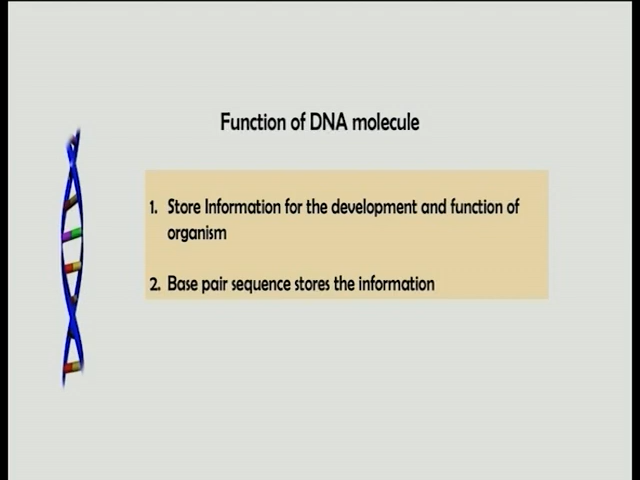 Function of DNA molecule
1. Store Information for the development and function of
organism
2. Base pair sequence stores the information